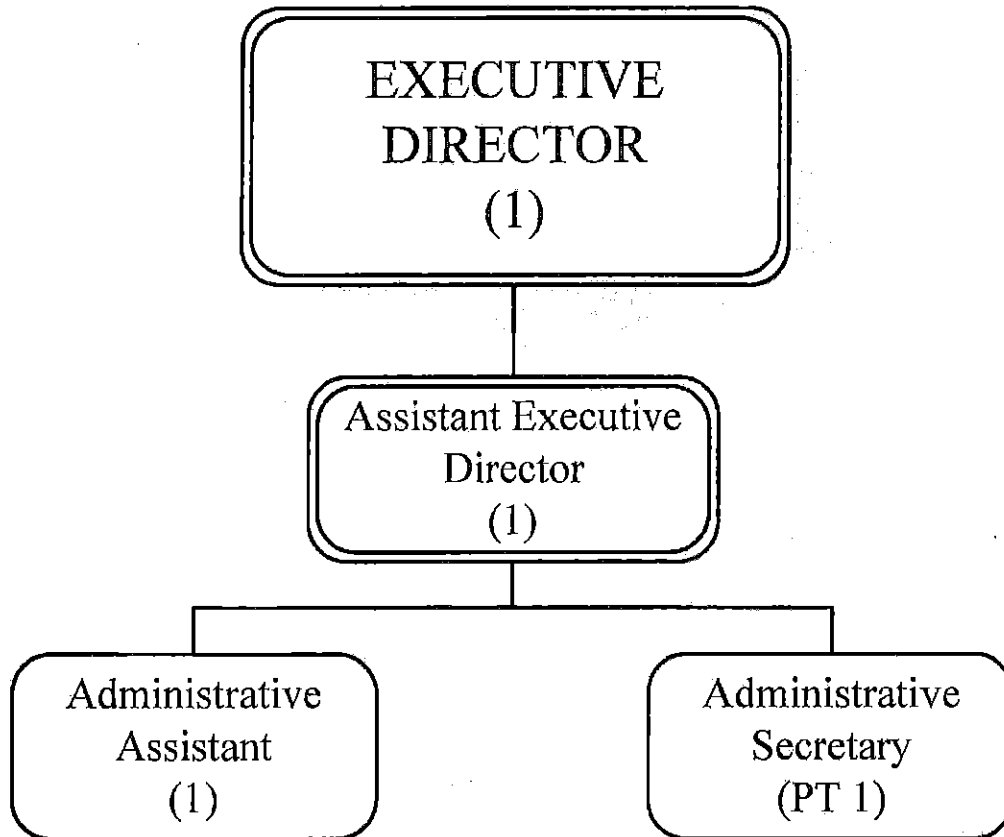 EXECUTIVE
DIRECTOR
(1)
Assistant Executive
Director
(1)
Administrative
Assistant
(1)
Administrative
Secretary
(PT 1)